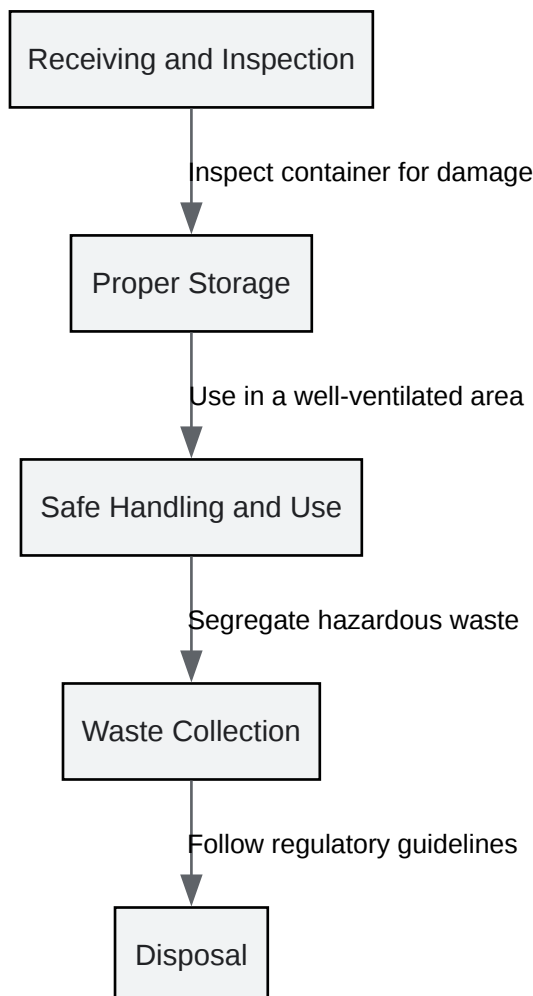 Receiving and Inspection
Inspect container for damage
Proper Storage
Use in a well-ventilated area
Safe Handling and Use
Segregate hazardous waste
Waste Collection
Follow regulatory guidelines
Disposal